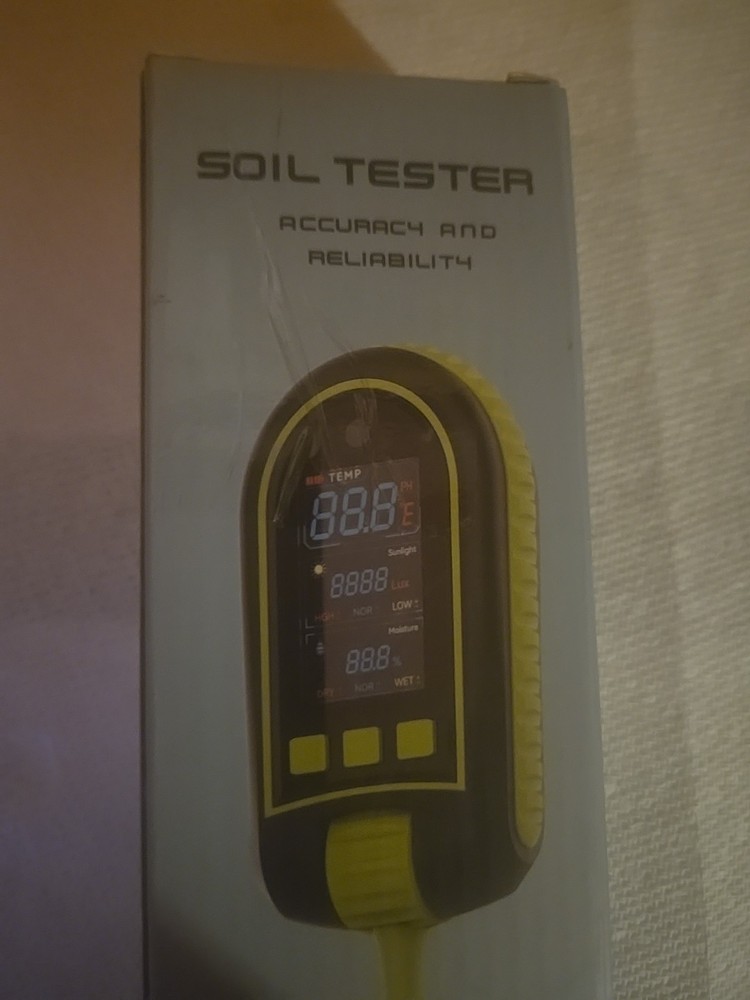 SOIL TESTER
ACCURACY AND
RELIABILITY
TEMP
88.8 PH
Sunlight
8888 Lux
HGH NOR LOW
Moisture
88.8 %
DRY NOR WET